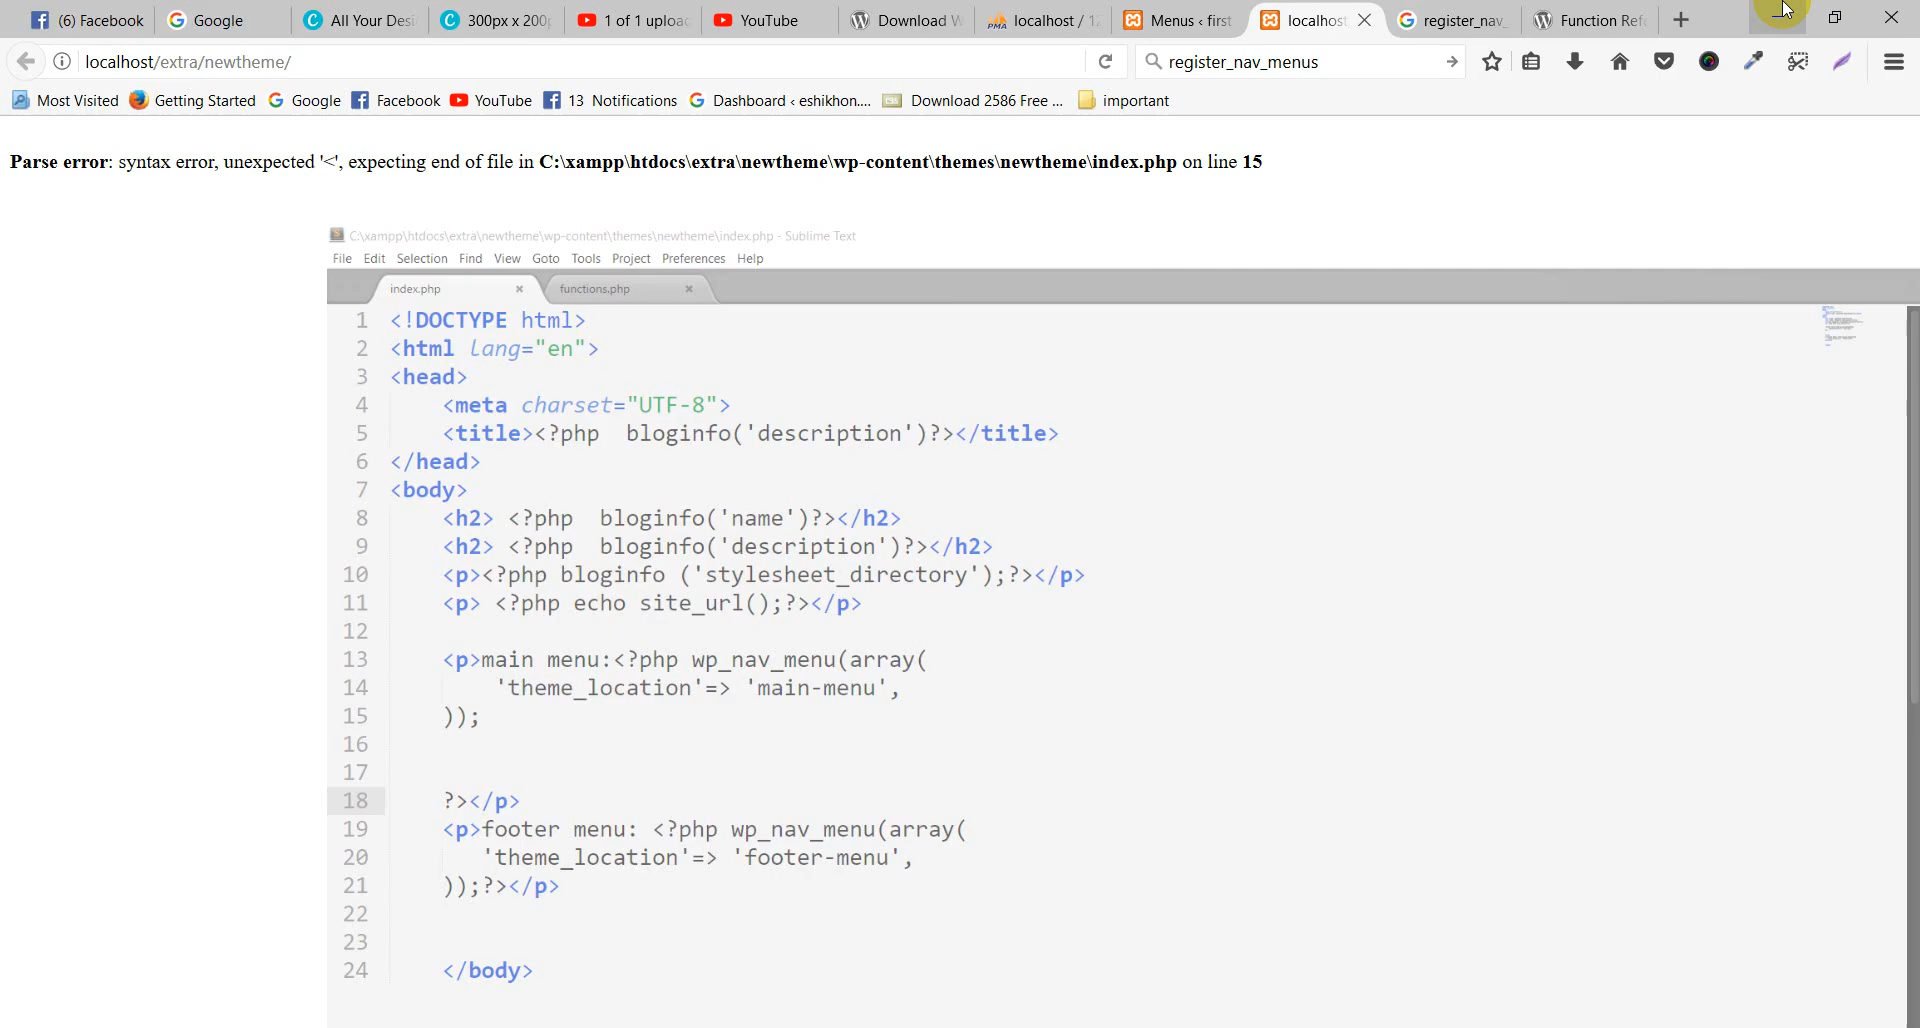 (6) Facebook
Google
All Your Desi
300px x 200
1 of 1 upload
YouTube
Download W
localhost / 12
Menus ‹ first
localhost
register_nav_
Function Refe
localhost/extra/newtheme/
register_nav_menus
Most Visited
Getting Started
Google
Facebook
YouTube
13 Notifications
Dashboard ‹ eshikhon....
Download 2586 Free ...
important
Parse error: syntax error, unexpected '<', expecting end of file in C:\xampp\htdocs\extra\newtheme\wp-content\themes\newtheme\index.php on line 15
C:\xampp\htdocs\extra\newtheme\wp-content\themes\newtheme\index.php - Sublime Text
File Edit Selection Find View Goto Tools Project Preferences Help
index.php
functions.php
1 <!DOCTYPE html>
2 <html lang="en">
3 <head>
4 <meta charset="UTF-8">
5 <title><?php  bloginfo('description')?></title>
6 </head>
7 <body>
8 <h2> <?php  bloginfo('name')?></h2>
9 <h2> <?php  bloginfo('description')?></h2>
10 <p><?php bloginfo ('stylesheet_directory');?></p>
11 <p> <?php echo site_url();?></p>
12
13 <p>main menu:<?php wp_nav_menu(array(
14 'theme_location'=> 'main-menu',
15 ));
16
17
18 ?></p>
19 <p>footer menu: <?php wp_nav_menu(array(
20 'theme_location'=> 'footer-menu',
21 ));?></p>
22
23
24 </body>